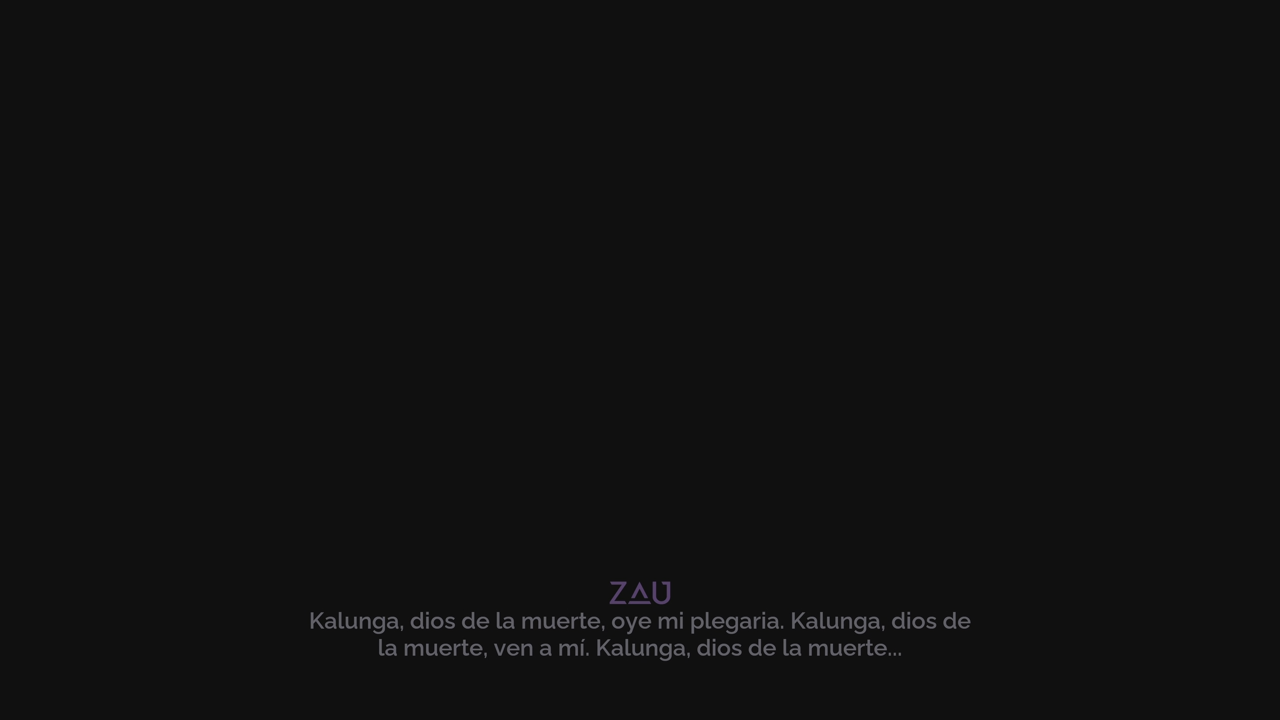 ZAU
Kalunga, dios de la muerte, oye mi plegaria. Kalunga, dios de
la muerte, ven a mí. Kalunga, dios de la muerte...